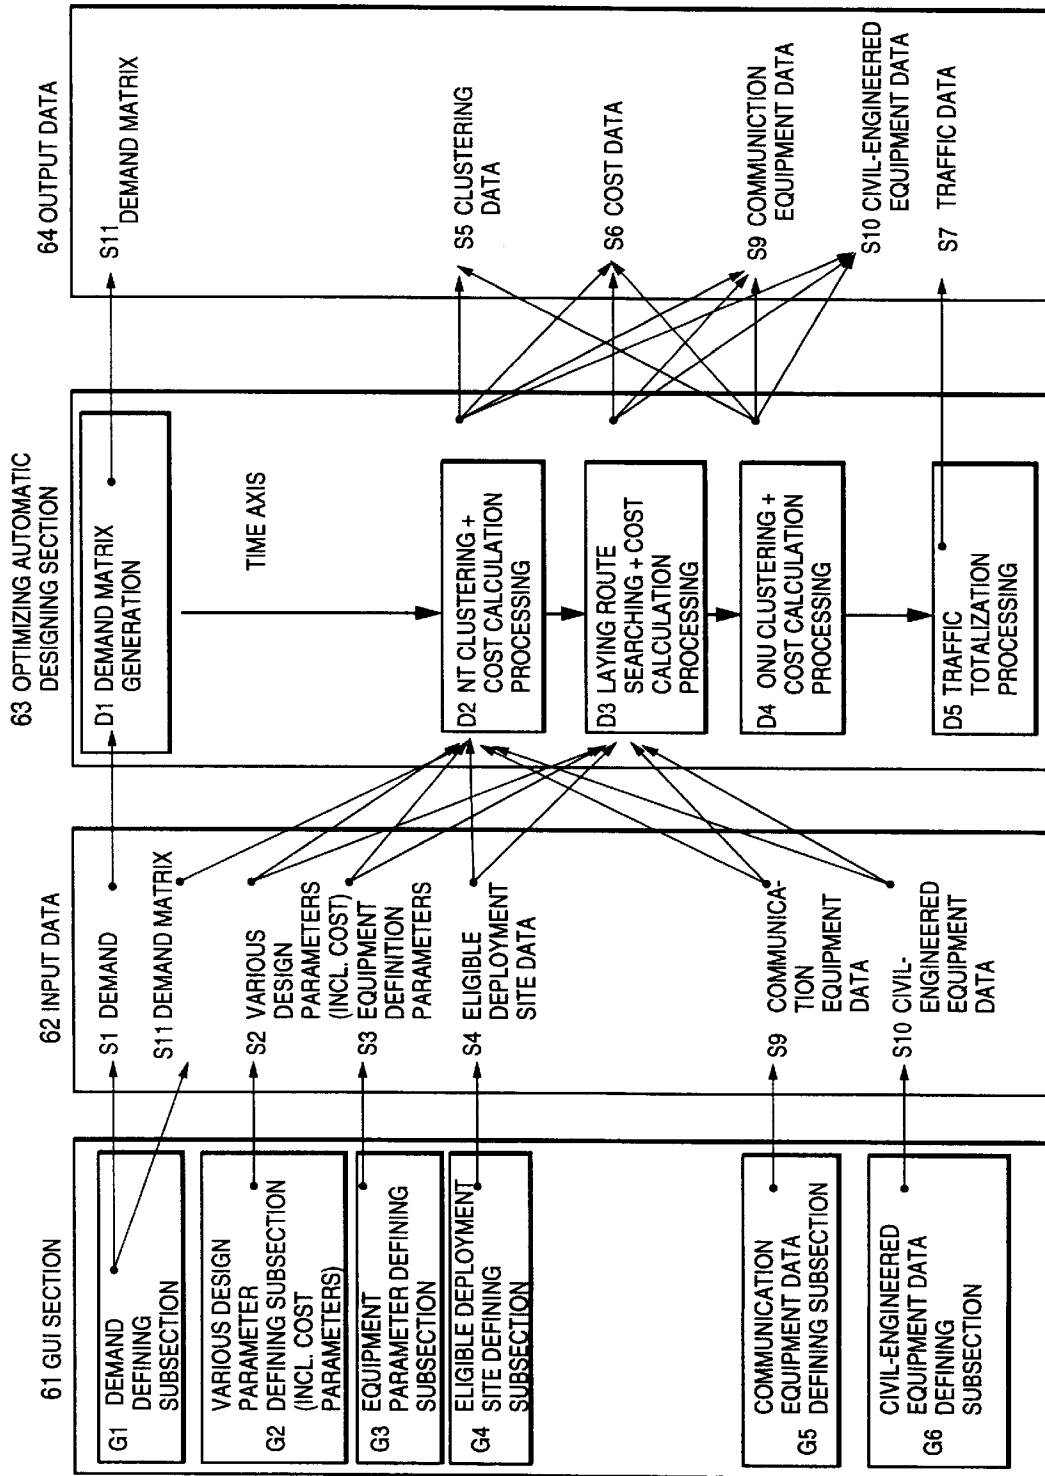 61 GUI SECTION
G1
DEMAND
DEFINING
SUBSECTION
VARIOUS DESIGN
PARAMETER
G2 DEFINING SUBSECTION
(INCL. COST
PARAMETERS)
EQUIPMENT
G3 PARAMETER DEFINING
SUBSECTION
ELIGIBLE DEPLOYMENT
G4 SITE DEFINING
SUBSECTION
COMMUNICATION
EQUIPMENT DATA
G5 DEFINING SUBSECTION
CIVIL-ENGINEERED
EQUIPMENT DATA
G6 DEFINING
SUBSECTION
62 INPUT DATA
S1 DEMAND
S11 DEMAND MATRIX
S2 VARIOUS
DESIGN
PARAMETERS
(INCL. COST)
S3 EQUIPMENT
DEFINITION
PARAMETERS
S4 ELIGIBLE
DEPLOYMENT
SITE DATA
S9 COMMUNICA-
TION
EQUIPMENT
DATA
S10 CIVIL-
ENGINEERED
EQUIPMENT
DATA
63 OPTIMIZING AUTOMATIC
DESIGNING SECTION
D1 DEMAND MATRIX
GENERATION
TIME AXIS
D2 NT CLUSTERING +
COST CALCULATION
PROCESSING
D3 LAYING ROUTE
SEARCHING + COST
CALCULATION
PROCESSING
D4 ONU CLUSTERING +
COST CALCULATION
PROCESSING
D5 TRAFFIC
TOTALIZATION
PROCESSING
64 OUTPUT DATA
S11
DEMAND MATRIX
S5 CLUSTERING
DATA
S6 COST DATA
S9 COMMUNICTION
EQUIPMENT DATA
S10 CIVIL-ENGINEERED
EQUIPMENT DATA
S7 TRAFFIC DATA